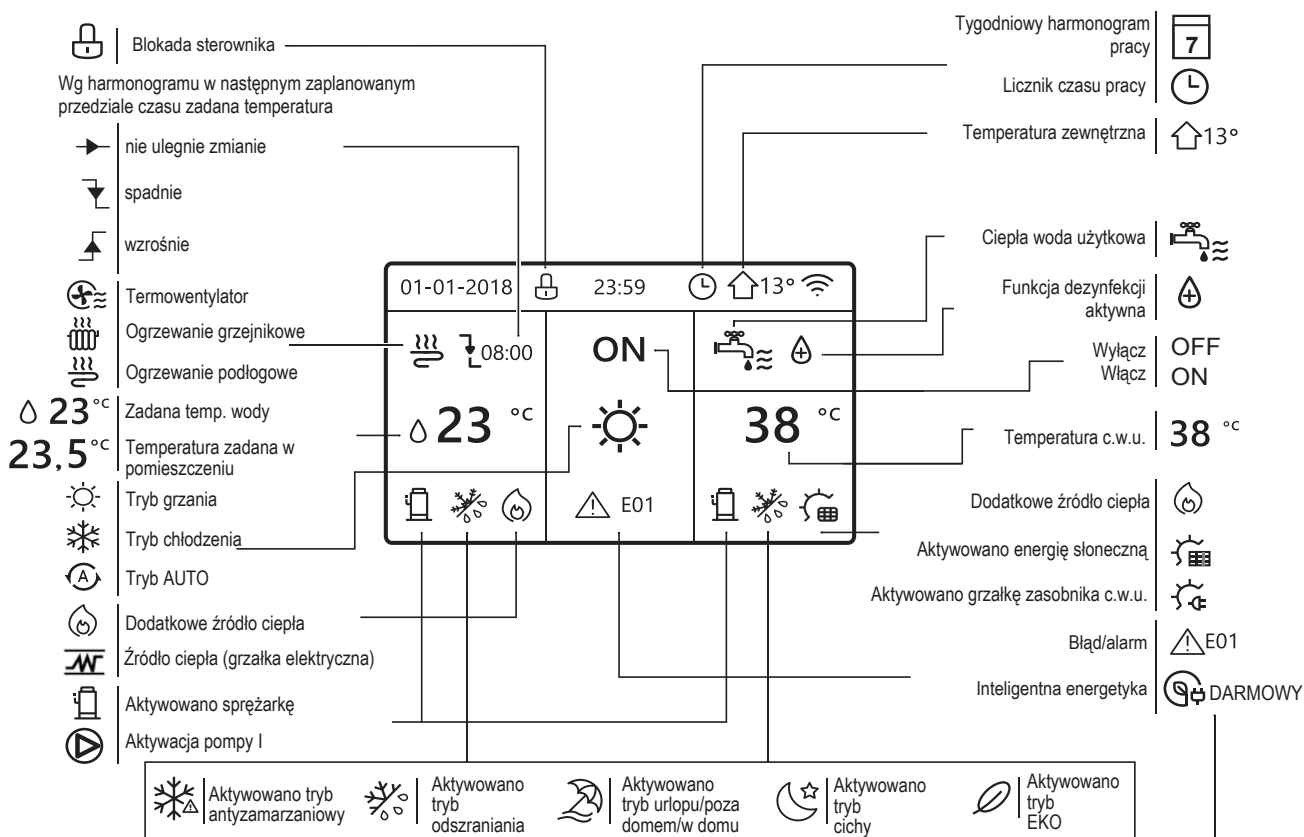 Blokada sterownika
Wg harmonogramu w następnym zaplanowanym
przedziale czasu zadana temperatura
nie ulegnie zmianie
spadnie
wzrośnie
Termowentylator
Ogrzewanie grzejnikowe
Ogrzewanie podłogowe
23°C
Zadana temp. wody
23,5°C
Temperatura zadana w
pomieszczeniu
Tryb grzania
Tryb chłodzenia
A
Tryb AUTO
Dodatkowe źródło ciepła
Źródło ciepła (grzałka elektryczna)
Aktywowano sprężarkę
Aktywacja pompy I
01-01-2018
23:59
13°
08:00
ON
23 °C
38 °C
E01
Tygodniowy harmonogram
pracy
7
Licznik czasu pracy
Temperatura zewnętrzna
13°
Ciepła woda użytkowa
Funkcja dezynfekcji
aktywna
Wyłącz
OFF
Włącz
ON
Temperatura c.w.u.
38 °C
Dodatkowe źródło ciepła
Aktywowano energię słoneczną
Aktywowano grzałkę zasobnika c.w.u.
Błąd/alarm
E01
Inteligentna energetyka
DARMOWY
Aktywowano tryb
antyzamarzaniowy
Aktywowano
tryb
odszraniania
Aktywowano
tryb urlopu/poza
domem/w domu
Aktywowano
tryb
cichy
Aktywowano
tryb
EKO